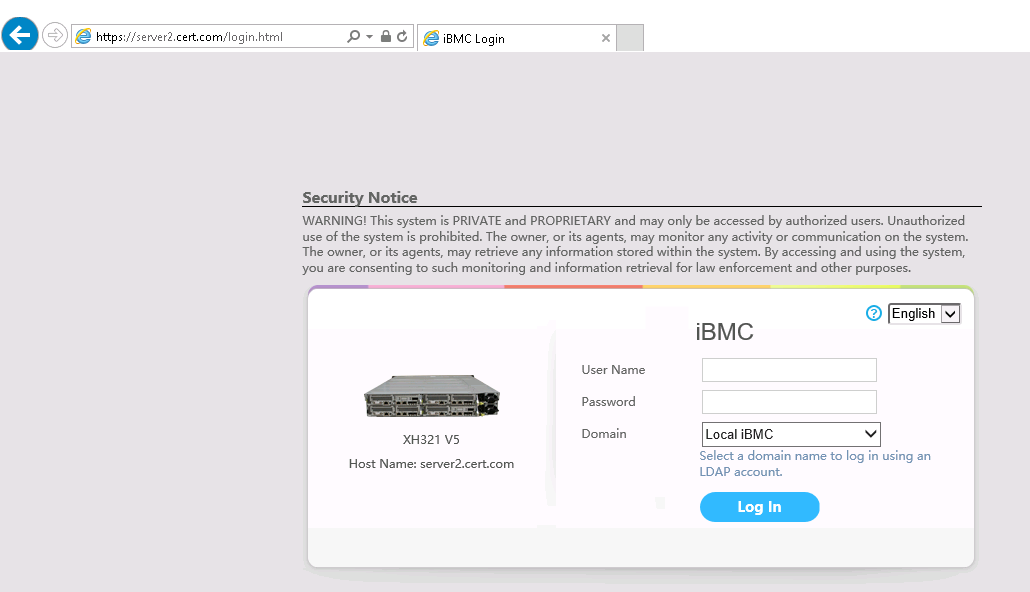 https://server2.cert.com/login.html
iBMC Login
Security Notice
WARNING! This system is PRIVATE and PROPRIETARY and may only be accessed by authorized users. Unauthorized
use of the system is prohibited. The owner, or its agents, may monitor any activity or communication on the system.
The owner, or its agents, may retrieve any information stored within the system. By accessing and using the system,
you are consenting to such monitoring and information retrieval for law enforcement and other purposes.
? English
iBMC
User Name
Password
Domain Local iBMC
Select a domain name to log in using an
LDAP account.
Log In
XH321 V5
Host Name: server2.cert.com